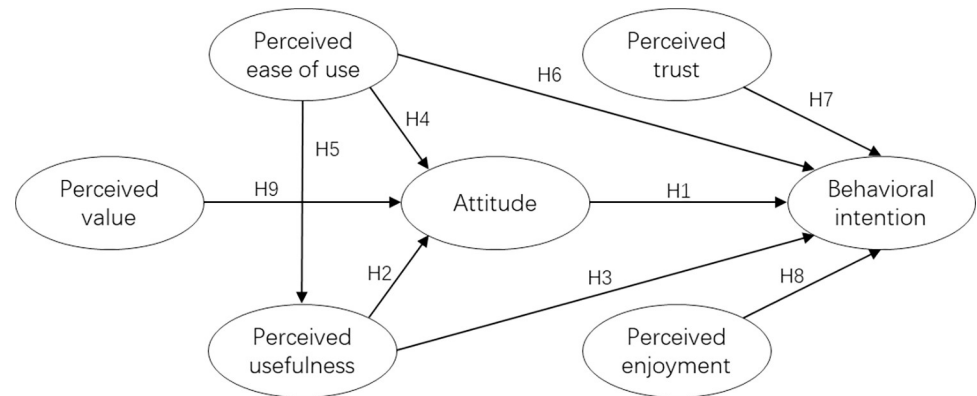 Perceived
ease of use
Perceived
trust
H6
H7
H4
H5
Perceived
value
H9
Attitude
H1
Behavioral
intention
H2
H3
H8
Perceived
usefulness
Perceived
enjoyment